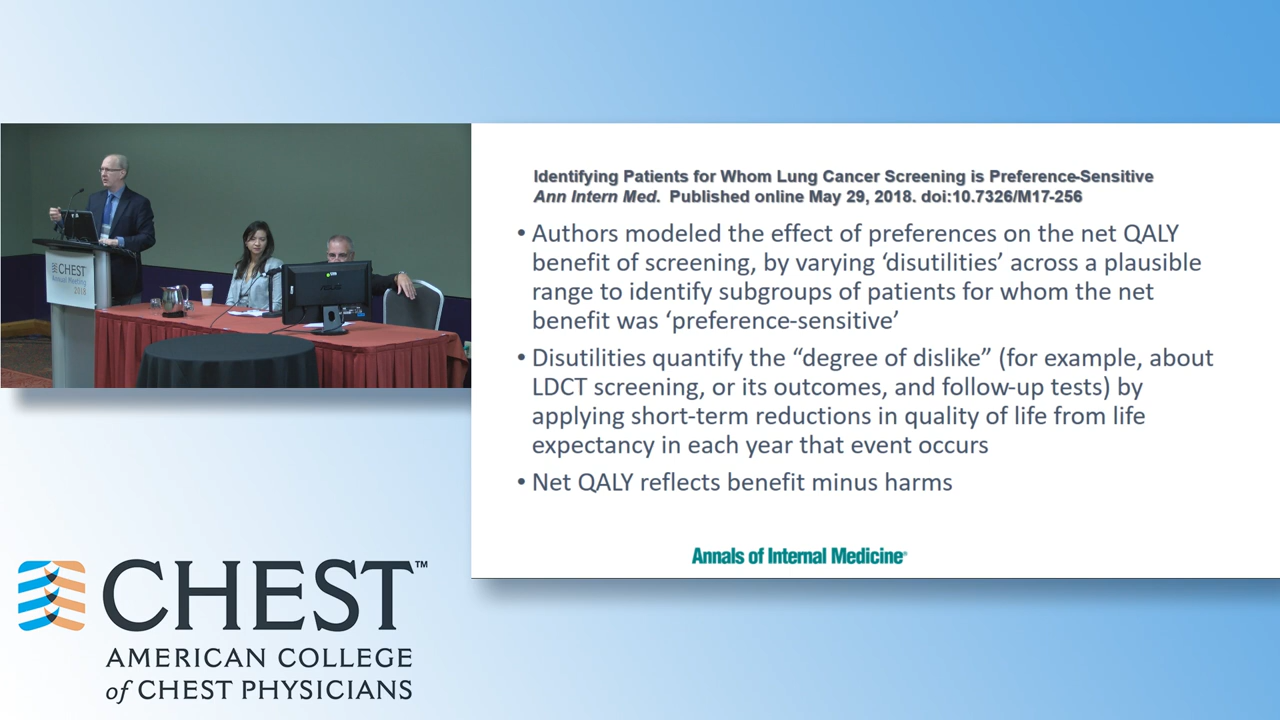 Identifying Patients for Whom Lung Cancer Screening is Preference-Sensitive
Ann Intern Med. Published online May 29, 2018. doi:10.7326/M17-256
• Authors modeled the effect of preferences on the net QALY
benefit of screening, by varying ‘disutilities’ across a plausible
range to identify subgroups of patients for whom the net
benefit was ‘preference-sensitive’
• Disutilities quantify the “degree of dislike” (for example, about
LDCT screening, or its outcomes, and follow-up tests) by
applying short-term reductions in quality of life from life
expectancy in each year that event occurs
• Net QALY reflects benefit minus harms
Annals of Internal Medicine®
CHEST
Annual Meeting
2018
CHEST™
AMERICAN COLLEGE
of CHEST PHYSICIANS